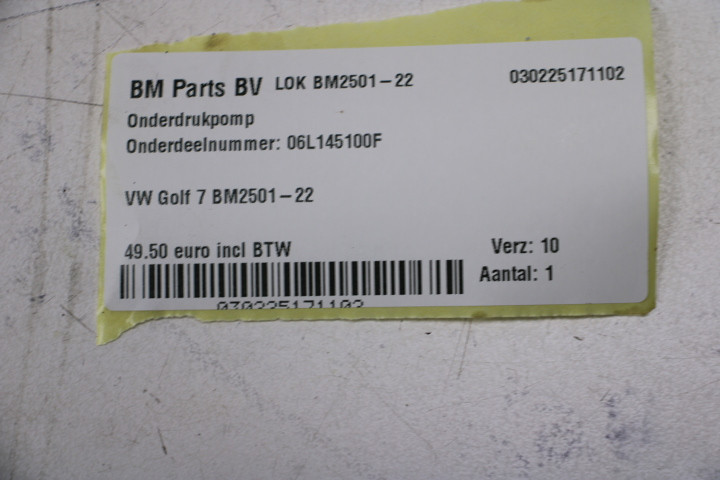 BM Parts BV LOK BM2501-22 030225171102
Onderdrukpomp
Onderdeelnummer: 06L145100F
VW Golf 7 BM2501-22
49.50 euro incl BTW Verz: 10
Aantal: 1
030225171102